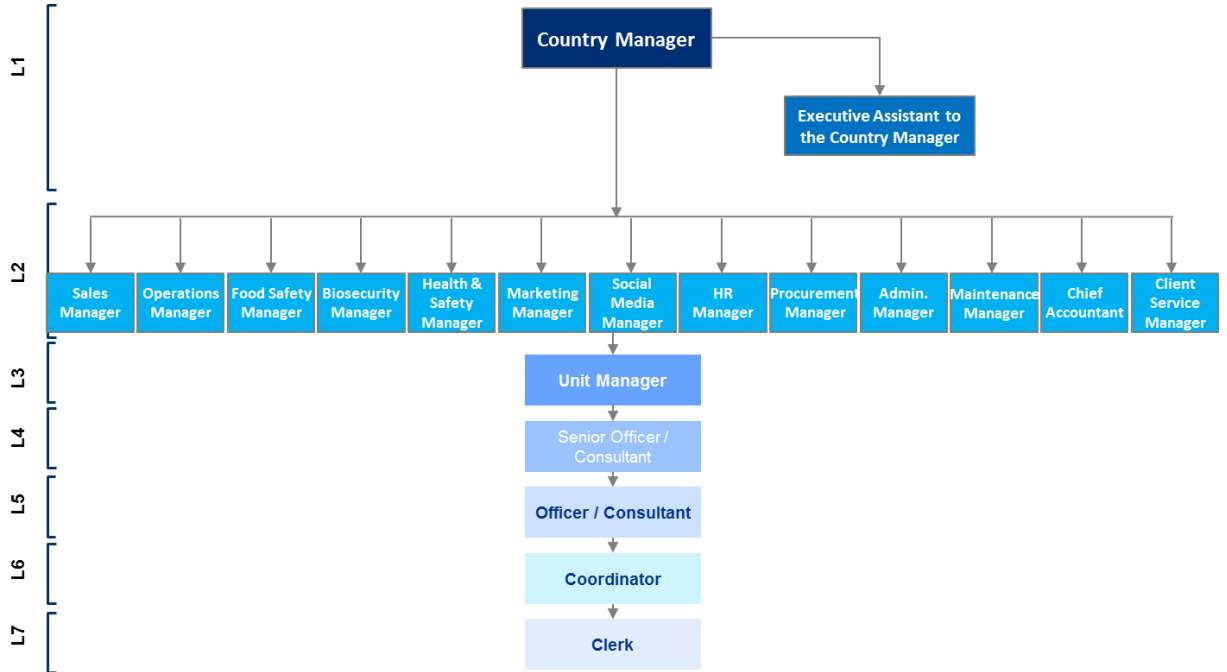 L1
Country Manager
Executive Assistant to
the Country Manager
L2
Sales
Manager
Operations
Manager
Food Safety
Manager
Biosecurity
Manager
Health &
Safety
Manager
Marketing
Manager
Social
Media
Manager
HR
Manager
Procurement
Manager
Admin.
Manager
Maintenance
Manager
Chief
Accountant
Client
Service
Manager
L3
Unit Manager
L4
Senior Officer /
Consultant
L5
Officer / Consultant
L6
Coordinator
L7
Clerk